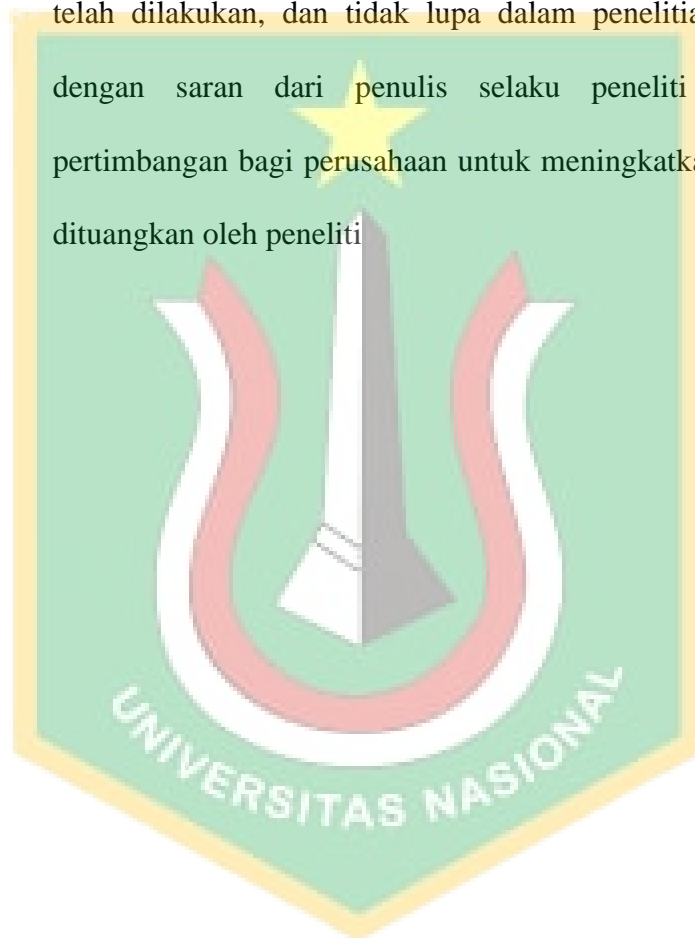 telah dilakukan, dan tidak lupa dalam penelitia
dengan saran dari penulis selaku peneliti
pertimbangan bagi perusahaan untuk meningkatka
dituangkan oleh peneliti
UNIVERSITAS NASIONAL